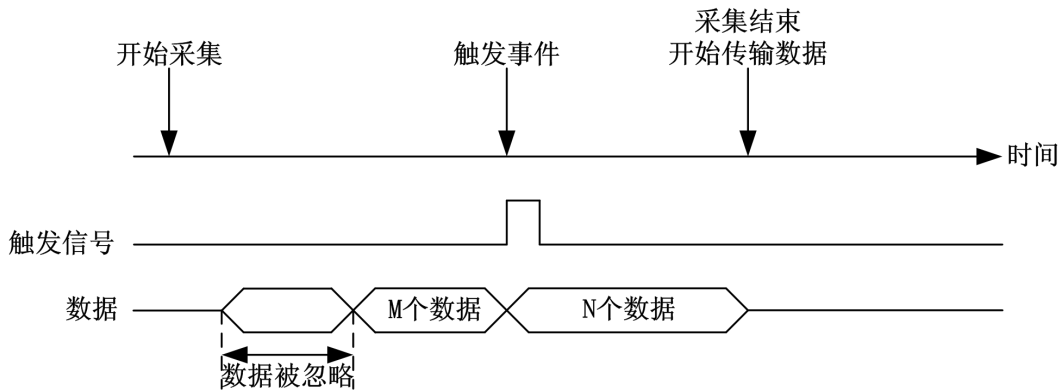 开始采集
触发事件
采集结束
开始传输数据
时间
触发信号
数据
M个数据
N个数据
数据被忽略